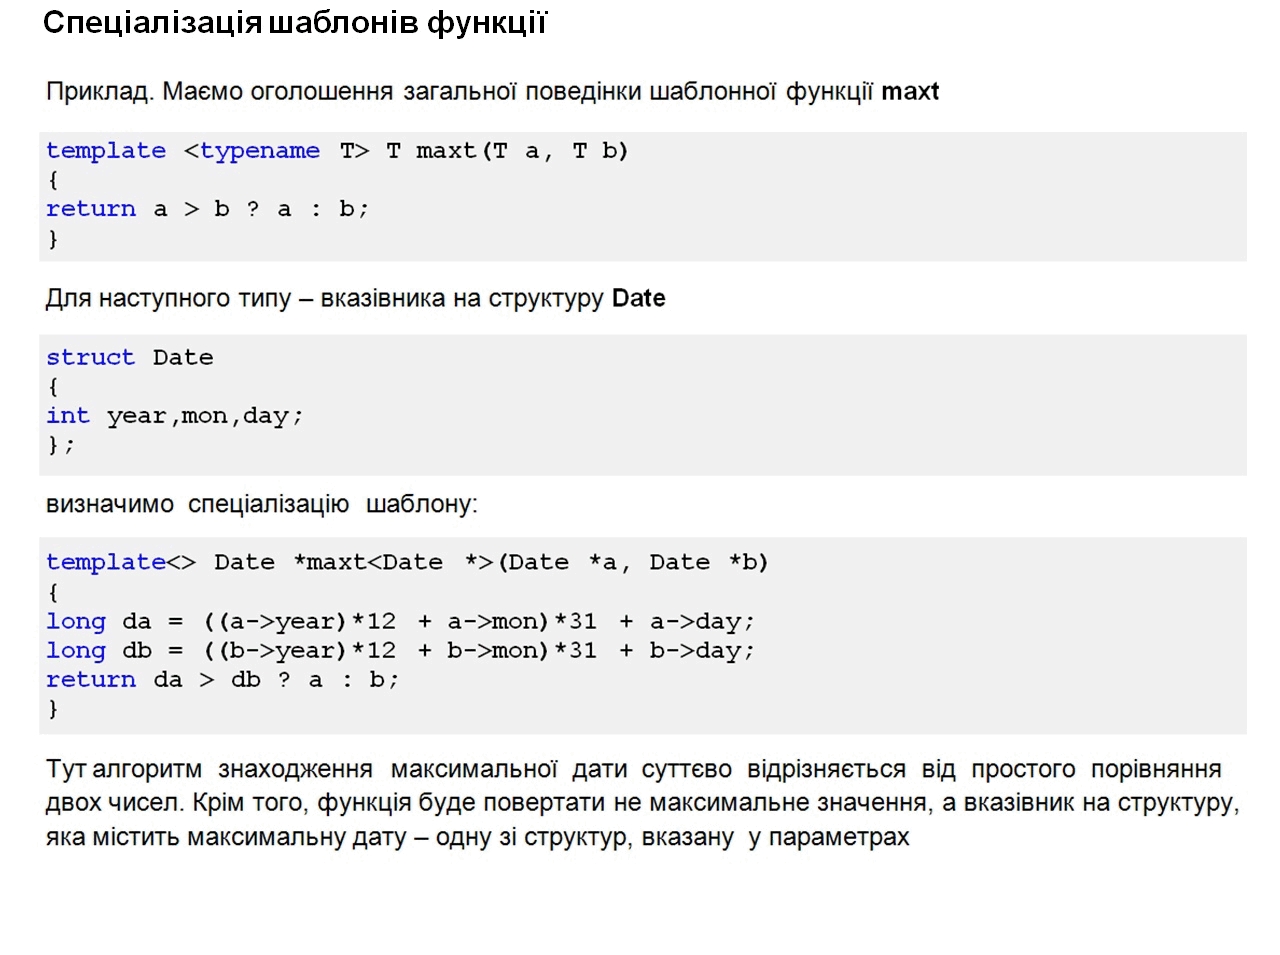 Спеціалізація шаблонів функції
Приклад. Маємо оголошення загальної поведінки шаблонної функції maxt
template <typename T> T maxt(T a, T b)
{
return a > b ? a : b;
}
Для наступного типу – вказівника на структуру Date
struct Date
{
int year,mon,day;
};
визначимо спеціалізацію шаблону:
template<> Date *maxt<Date *>(Date *a, Date *b)
{
long da = ((a->year)*12 + a->mon)*31 + a->day;
long db = ((b->year)*12 + b->mon)*31 + b->day;
return da > db ? a : b;
}
Тут алгоритм знаходження максимальної дати суттєво відрізняється від простого порівняння
двох чисел. Крім того, функція буде повертати не максимальне значення, а вказівник на структуру,
яка містить максимальну дату – одну зі структур, вказану у параметрах